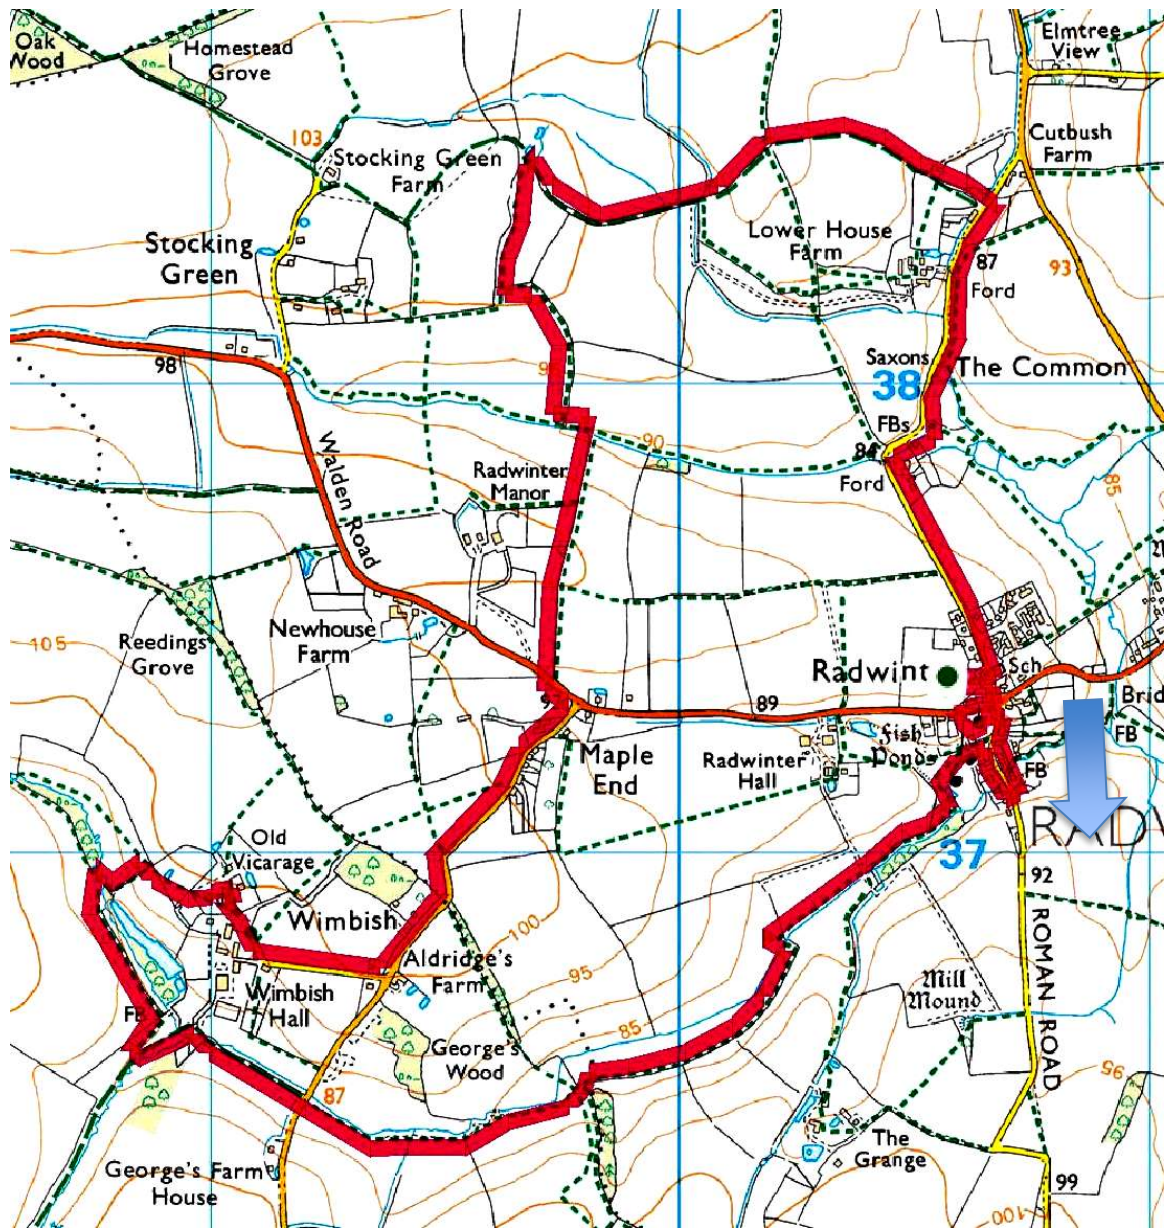 Oak
Wood
Homestead
Grove
Elmtree
View
103
Stocking Green
Farm
Cutbush
Farm
Stocking
Green
Lower House
Farm
87
93
Ford
98
Saxons
The Common
38
FBs
90
84
Ford
85
Walden Road
Radwinter
Manor
Newhouse
Farm
Reedings
Grove
105
Radwint
Sch
89
Brid
FB
Fish
Ponds
Maple
End
Radwinter
Hall
FB
RADW
37
92
Old
Vicarage
Wimbish
100
ROMAN ROAD
Aldridge's
Farm
95
Mill
Mound
Wimbish
Hall
FB
85
George's
Wood
87
95
The
Grange
George's Farm
House
99
100